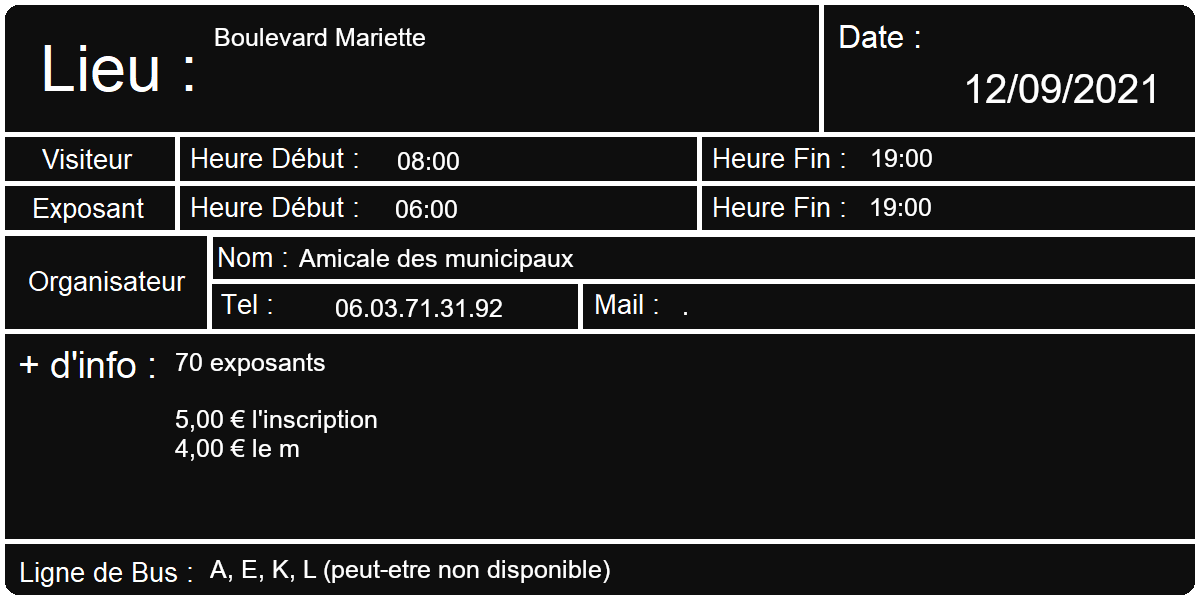 Lieu : Boulevard Mariette
Date :
12/09/2021
Visiteur Heure Début : 08:00 Heure Fin : 19:00
Exposant Heure Début : 06:00 Heure Fin : 19:00
Organisateur
Nom : Amicale des municipaux
Tel : 06.03.71.31.92 Mail : .
+ d'info : 70 exposants
5,00 € l'inscription
4,00 € le m
Ligne de Bus : A, E, K, L (peut-etre non disponible)